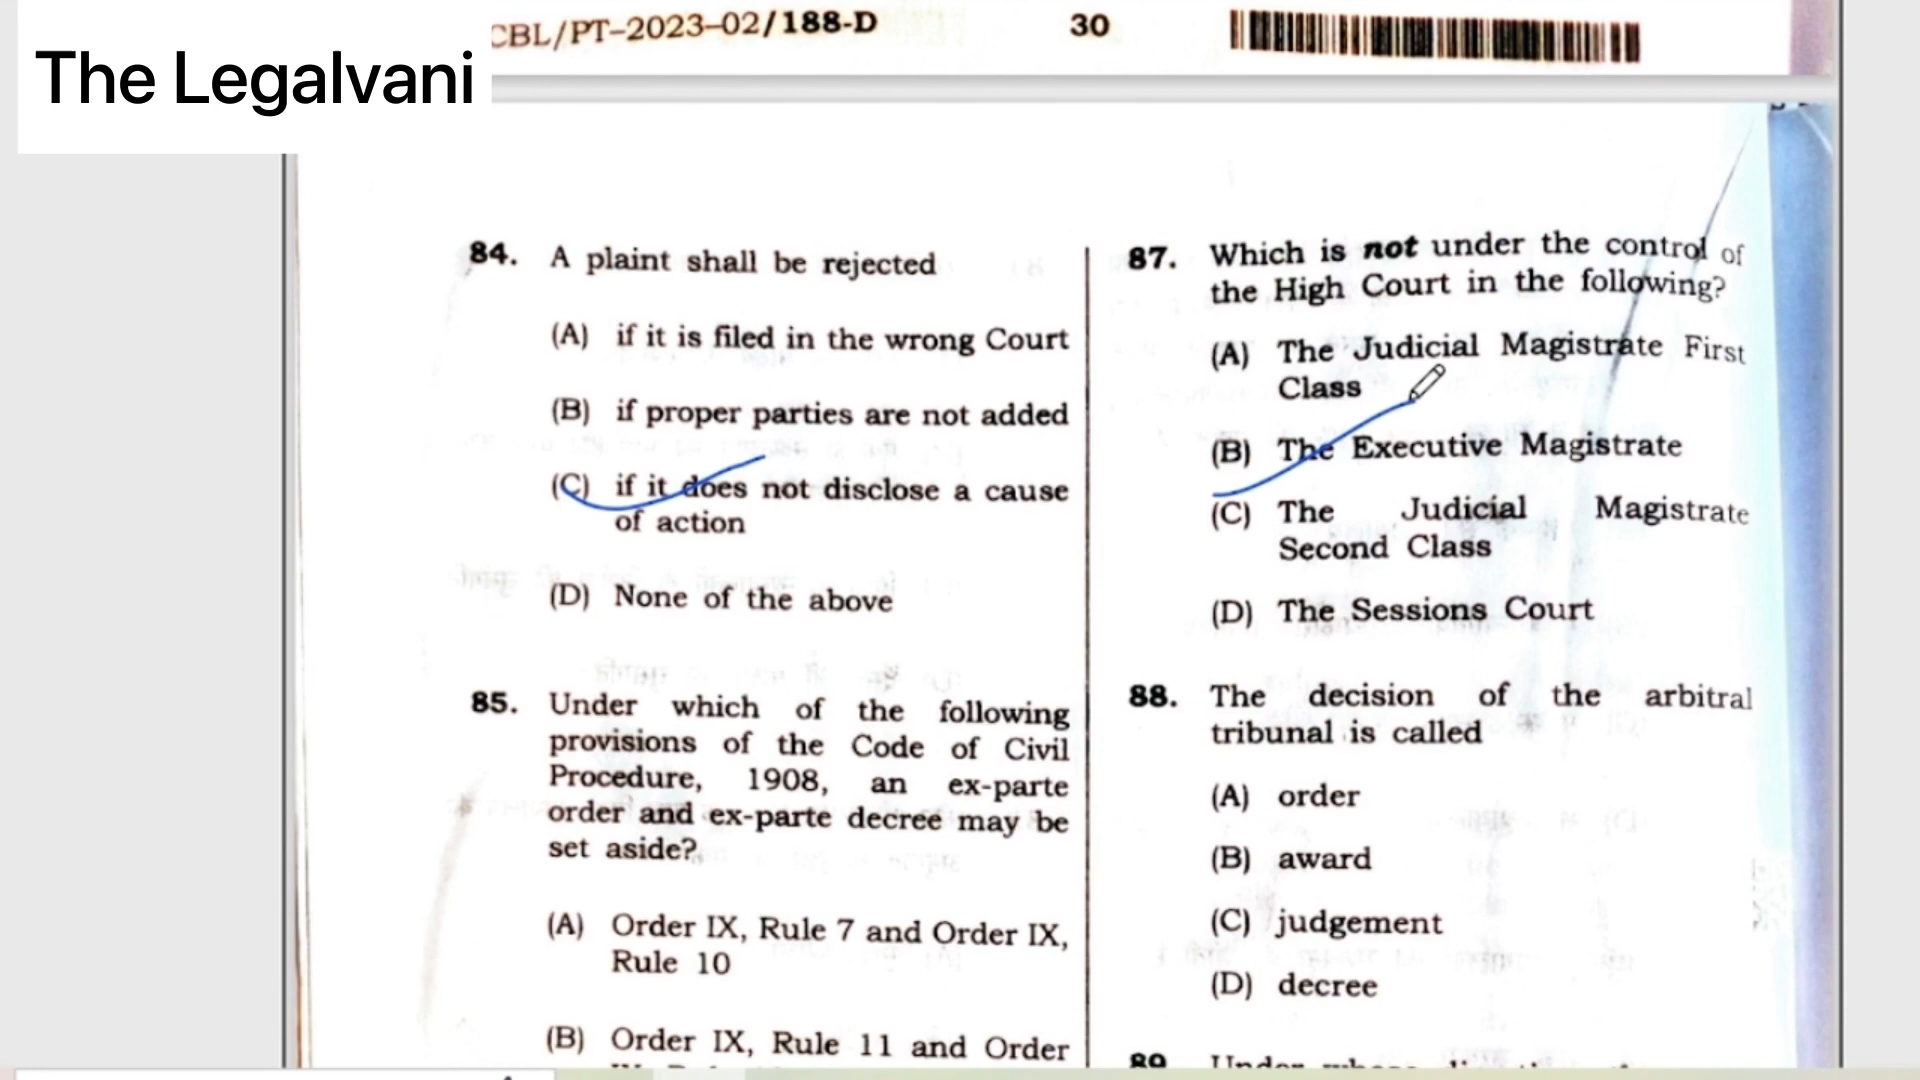 CBL/PT-2023-02/188-D
30
The Legalvani
84. A plaint shall be rejected
(A) if it is filed in the wrong Court
(B) if proper parties are not added
(C) if it does not disclose a cause
of action
(D) None of the above
85. Under which of the following
provisions of the Code of Civil
Procedure, 1908, an ex-parte
order and ex-parte decree may be
set aside?
(A) Order IX, Rule 7 and Order IX,
Rule 10
(B) Order IX, Rule 11 and Order
87. Which is not under the control of
the High Court in the following?
(A) The Judicial Magistrate First
Class
(B) The Executive Magistrate
(C) The Judicial Magistrate
Second Class
(D) The Sessions Court
88. The decision of the arbitral
tribunal is called
(A) order
(B) award
(C) judgement
(D) decree
89